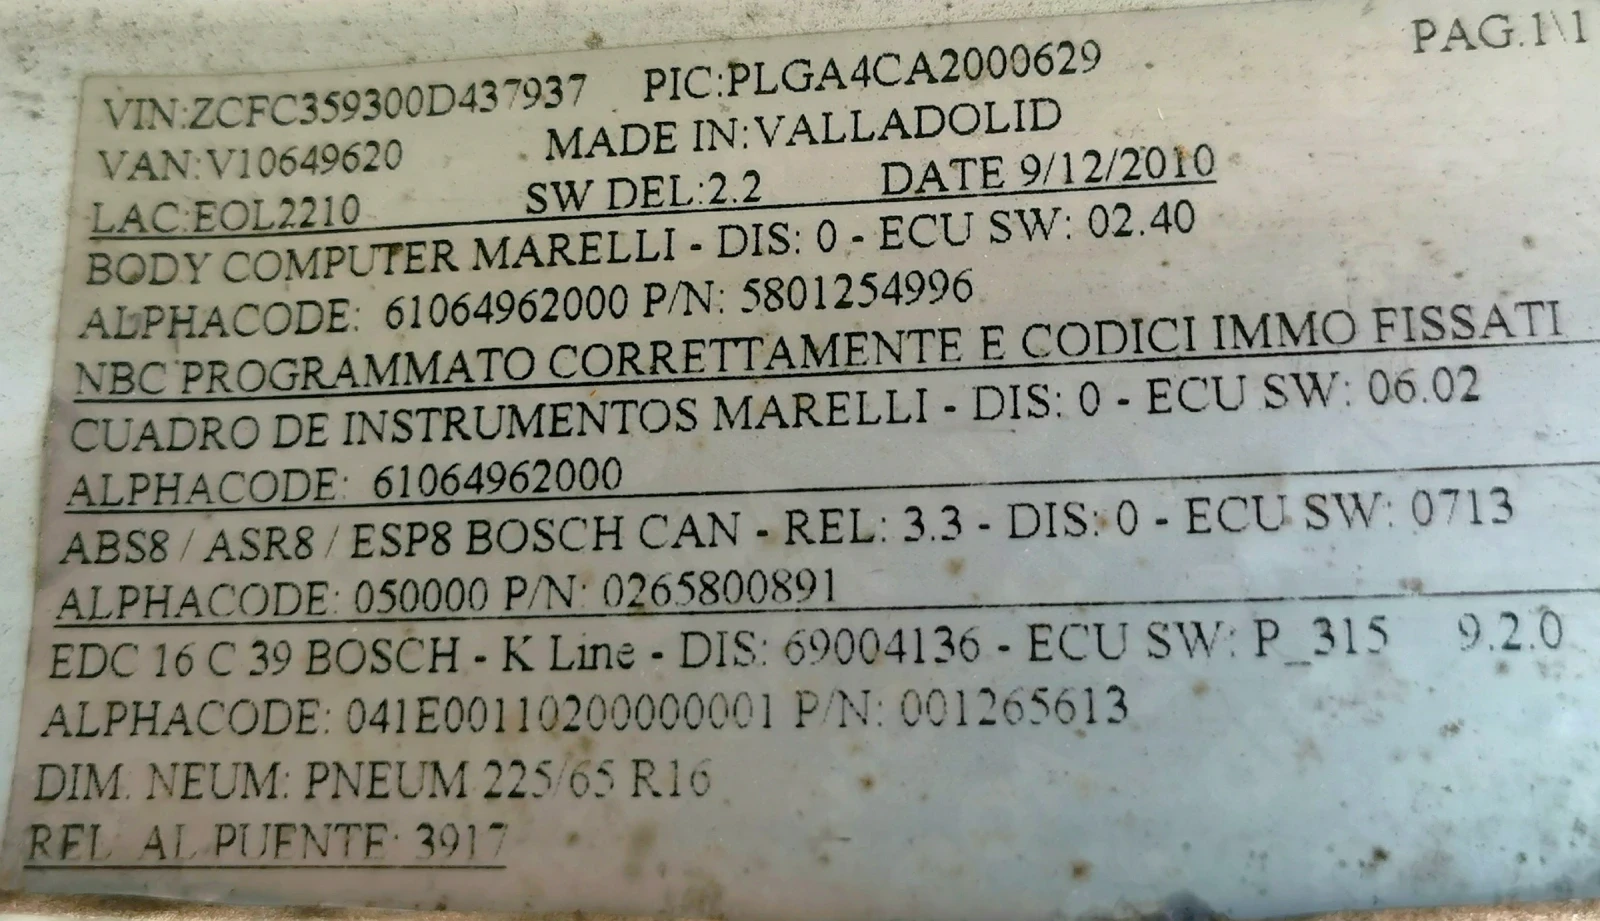 PAG.1\1
VIN:ZCFC359300D437937 PIC:PLGA4CA2000629
VAN:V10649620 MADE IN:VALLADOLID
LAC:EOL2210 SW DEL:2.2 DATE 9/12/2010
BODY COMPUTER MARELLI - DIS: 0 - ECU SW: 02.40
ALPHACODE: 61064962000 P/N: 5801254996
NBC PROGRAMMATO CORRETTAMENTE E CODICI IMMO FISSATI
CUADRO DE INSTRUMENTOS MARELLI - DIS: 0 - ECU SW: 06.02
ALPHACODE: 61064962000
ABS8 / ASR8 / ESP8 BOSCH CAN - REL: 3.3 - DIS: 0 - ECU SW: 0713
ALPHACODE: 050000 P/N: 0265800891
EDC 16 C 39 BOSCH - K Line - DIS: 69004136 - ECU SW: P_315 9.2.0
ALPHACODE: 041E00110200000001 P/N: 001265613
DIM. NEUM: PNEUM 225/65 R16
REL. AL PUENTE: 3917